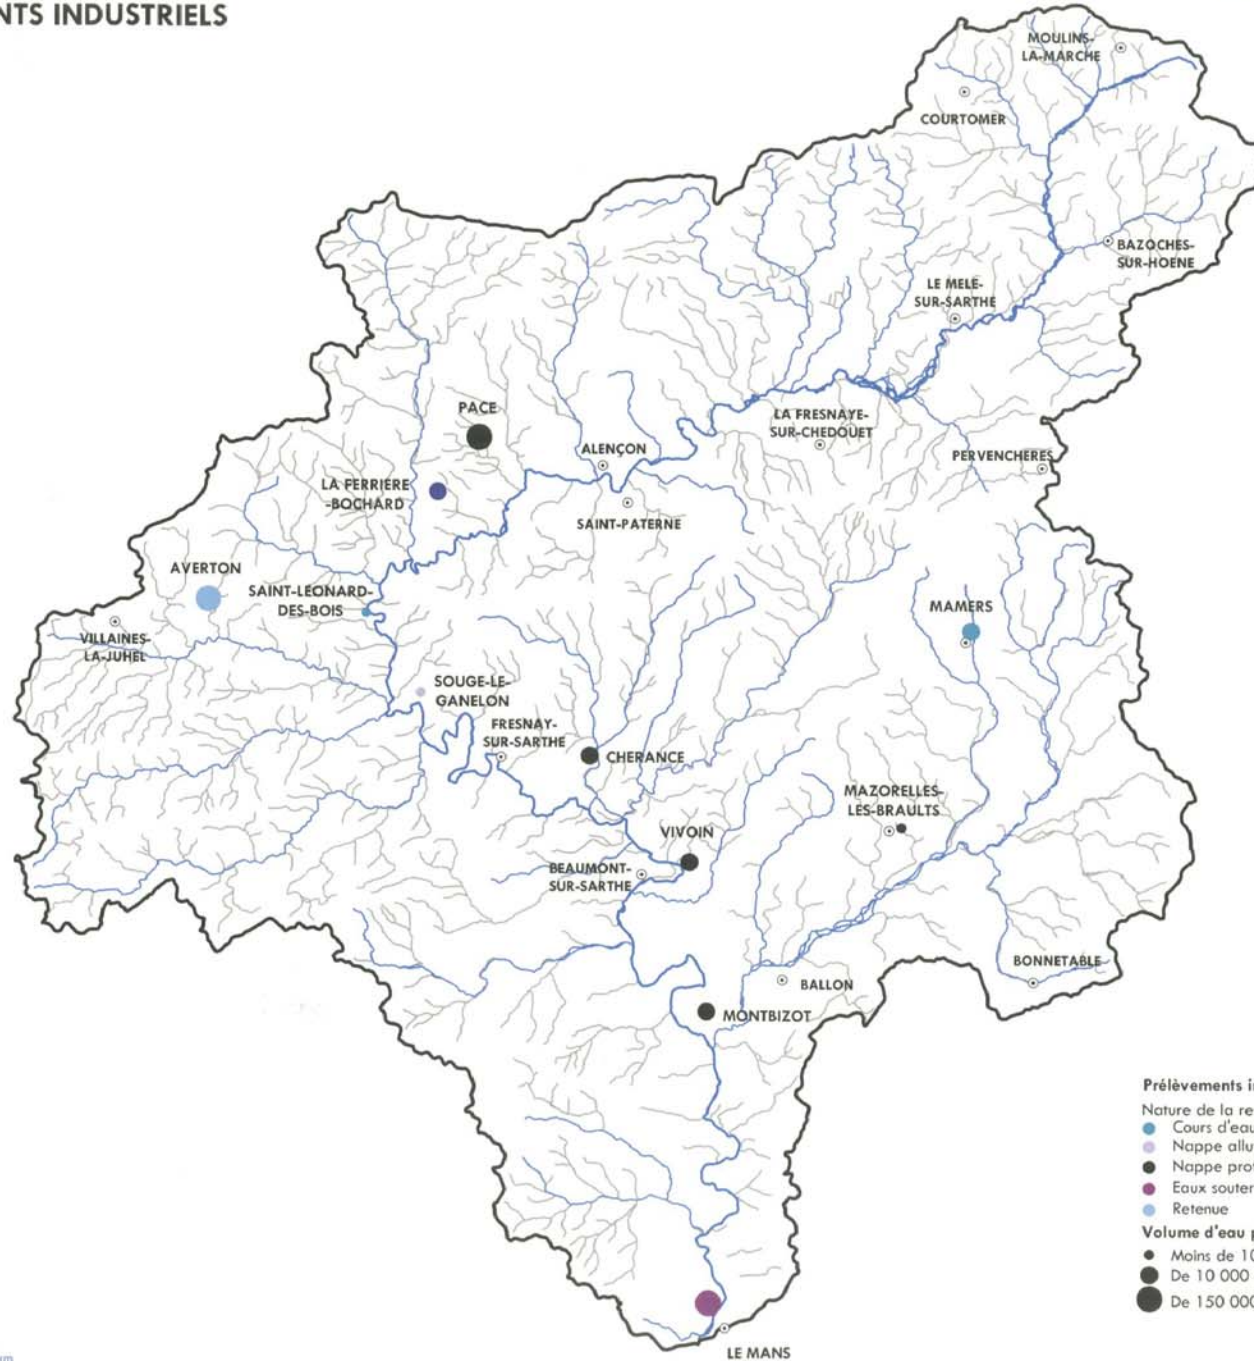 NTS INDUSTRIELS
MOULINS-
LA-MARCHE
COURTOMER
BAZOCHES-
SUR-HOENE
LE MELE-
SUR-SARTHE
PACE
LA FRESNAYE-
SUR-CHEDOUET
ALENÇON
PERVENCHERES
LA FERRIERE
-BOCHARD
SAINT-PATERNE
AVERTON
SAINT-LEONARD-
DES-BOIS
MAMERS
VILLAINES-
LA-JUHEL
SOUGE-LE-
GANELON
FRESNAY-
SUR-SARTHE
CHERANCE
MAZORELLES-
LES-BRAULTS
VIVOIN
BEAUMONT-
SUR-SARTHE
BONNETABLE
BALLON
MONTBIZOT
Prélèvements i
Nature de la re
Cours d'eau
Nappe allu
Nappe prof
Eaux souter
Retenue
Volume d'eau p
Moins de 10
De 10 000
De 150 000
LE MANS
km